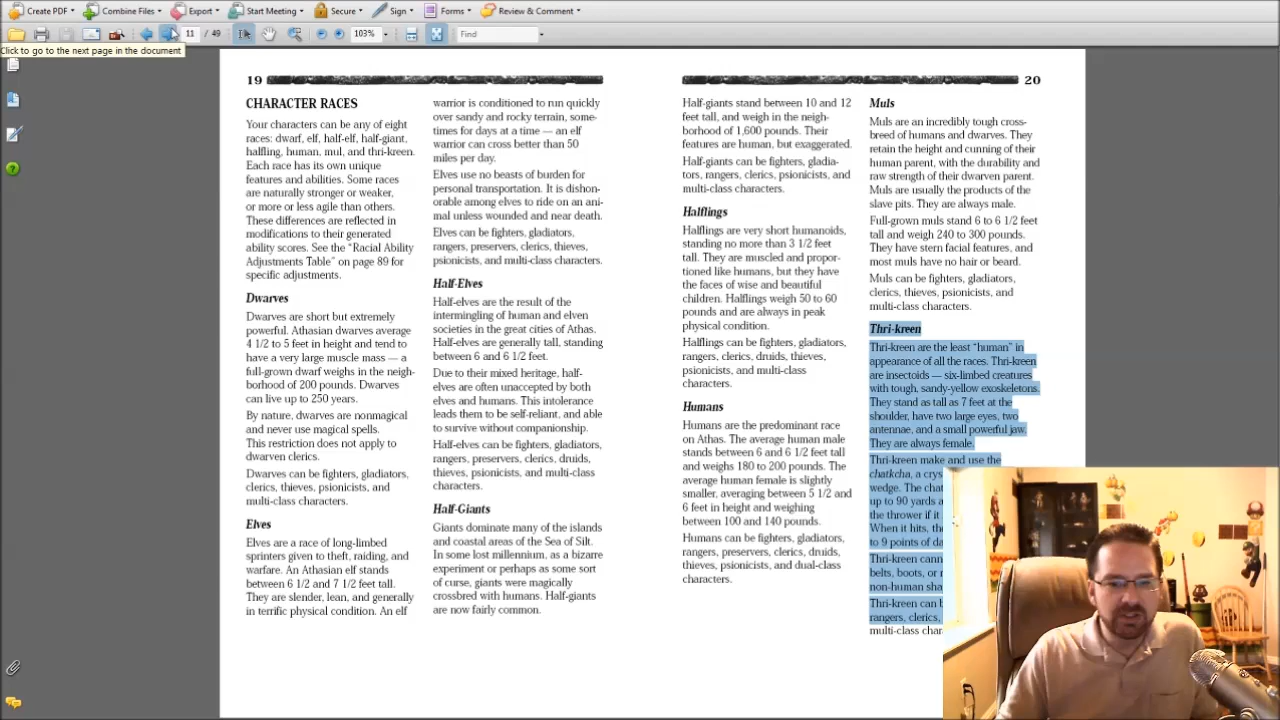 Create PDF Combine Files Export Start Meeting Secure Sign Forms Review & Comment
11 / 49 103% Find
Click to go to the next page in the document
19
CHARACTER RACES
Your characters can be any of eight
races: dwarf, elf, half-elf, half-giant,
halfling, human, mul, and thri-kreen.
Each race has its own unique
features and abilities. Some races
are naturally stronger or weaker,
or more or less agile than others.
These differences are reflected in
modifications to their generated
ability scores. See the “Racial Ability
Adjustments Table” on page 89 for
specific adjustments.
Dwarves
Dwarves are short but extremely
powerful. Athasian dwarves average
4 1/2 to 5 feet in height and tend to
have a very large muscle mass — a
full-grown dwarf weighs in the neigh-
borhood of 200 pounds. Dwarves
can live up to 250 years.
By nature, dwarves are nonmagical
and never use magical spells.
This restriction does not apply to
dwarven clerics.
Dwarves can be fighters, gladiators,
clerics, thieves, psionicists, and
multi-class characters.
Elves
Elves are a race of long-limbed
sprinters given to theft, raiding, and
warfare. An Athasian elf stands
between 6 1/2 and 7 1/2 feet tall.
They are slender, lean, and generally
in terrific physical condition. An elf
warrior is conditioned to run quickly
over sandy and rocky terrain, some-
times for days at a time — an elf
warrior can cross better than 50
miles per day.
Elves use no beasts of burden for
personal transportation. It is dishon-
orable among elves to ride on an ani-
mal unless wounded and near death.
Elves can be fighters, gladiators,
rangers, preservers, clerics, thieves,
psionicists, and multi-class characters.
Half-Elves
Half-elves are the result of the
intermingling of human and elven
societies in the great cities of Athas.
Half-elves are generally tall, standing
between 6 and 6 1/2 feet.
Due to their mixed heritage, half-
elves are often unaccepted by both
elves and humans. This intolerance
leads them to be self-reliant, and able
to survive without companionship.
Half-elves can be fighters, gladiators,
rangers, preservers, clerics, druids,
thieves, psionicists, and multi-class
characters.
Half-Giants
Giants dominate many of the islands
and coastal areas of the Sea of Silt.
In some lost millennium, as a bizarre
experiment or perhaps as some sort
of curse, giants were magically
crossbred with humans. Half-giants
are now fairly common.
20
Half-giants stand between 10 and 12
feet tall, and weigh in the neigh-
borhood of 1,600 pounds. Their
features are human, but exaggerated.
Half-giants can be fighters, gladia-
tors, rangers, clerics, psionicists, and
multi-class characters.
Halflings
Halflings are very short humanoids,
standing no more than 3 1/2 feet
tall. They are muscled and propor-
tioned like humans, but they have
the faces of wise and beautiful
children. Halflings weigh 50 to 60
pounds and are always in peak
physical condition.
Halflings can be fighters, gladiators,
rangers, clerics, druids, thieves,
psionicists, and multi-class
characters.
Humans
Humans are the predominant race
on Athas. The average human male
stands between 6 and 6 1/2 feet tall
and weighs 180 to 200 pounds. The
average human female is slightly
smaller, averaging between 5 1/2 and
6 feet in height and weighing
between 100 and 140 pounds.
Humans can be fighters, gladiators,
rangers, preservers, clerics, druids,
thieves, psionicists, and dual-class
characters.
Muls
Muls are an incredibly tough cross-
breed of humans and dwarves. They
retain the height and cunning of their
human parent, with the durability and
raw strength of their dwarven parent.
Muls are usually the products of the
slave pits. They are always male.
Full-grown muls stand 6 to 6 1/2 feet
tall and weigh 240 to 300 pounds.
They have stern facial features, and
most muls have no hair or beard.
Muls can be fighters, gladiators,
clerics, thieves, psionicists, and
multi-class characters.
Thri-kreen
Thri-kreen are the least “human” in
appearance of all the races. Thri-kreen
are insectoids — six-limbed creatures
with tough, sandy-yellow exoskeletons.
They stand as tall as 7 feet at the
shoulder, have two large eyes, two
antennae, and a small powerful jaw.
They are always female.
Thri-kreen make and use the
chatkcha, a crys
wedge. The chat
up to 90 yards a
the thrower if it
When it hits, the
to 9 points of da
Thri-kreen cann
belts, boots, or r
non-human sha
Thri-kreen can b
rangers, clerics,
multi-class char